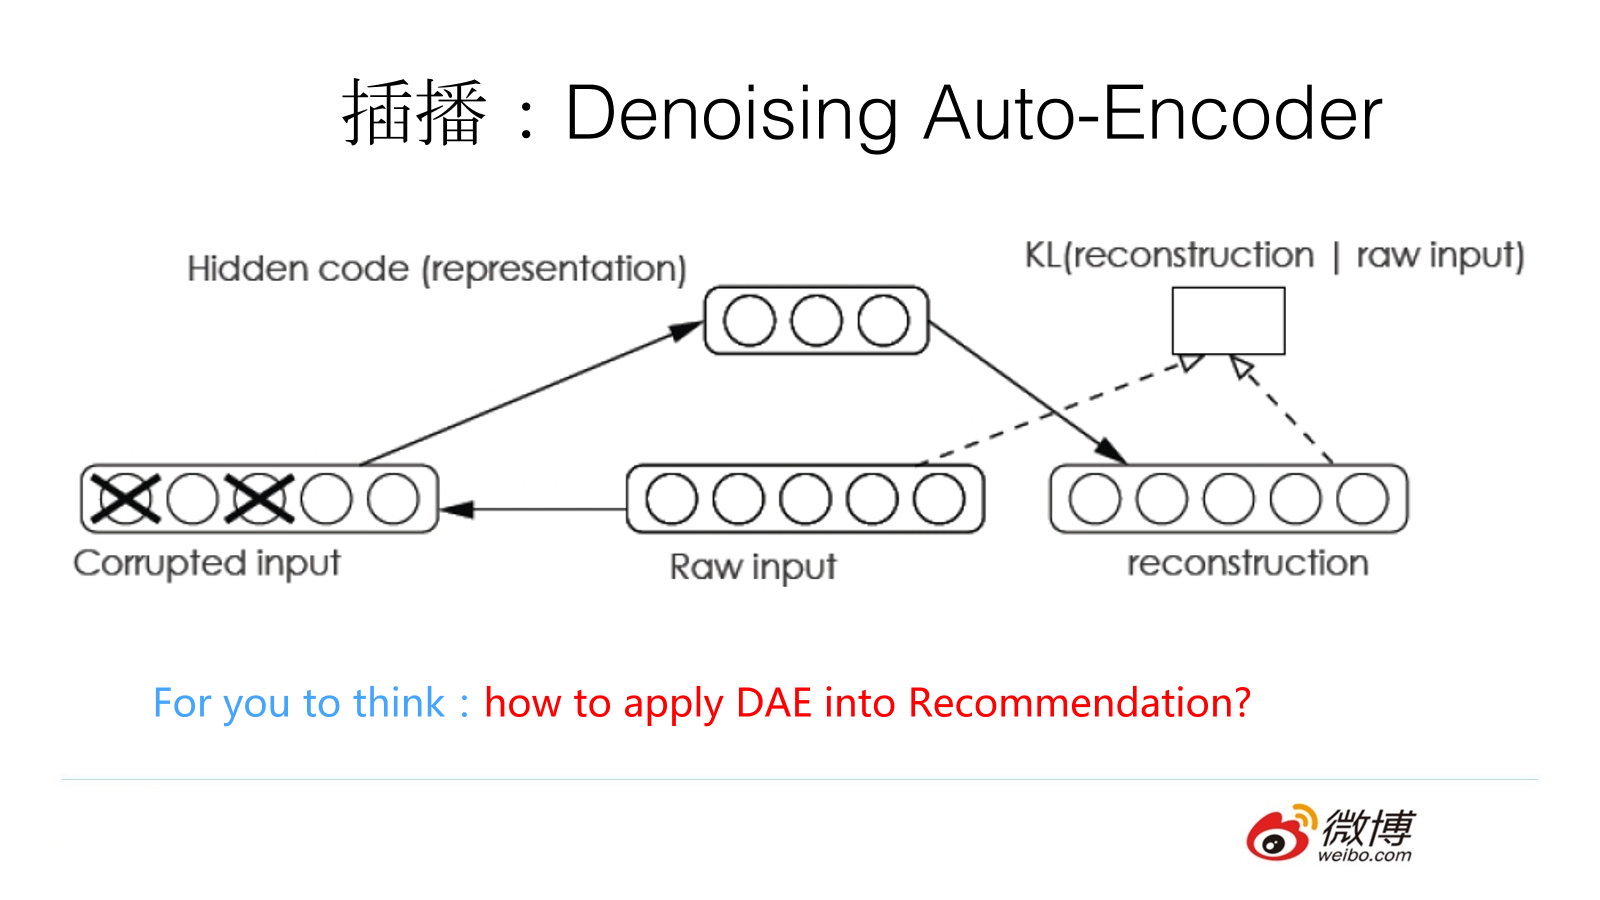 插播：Denoising Auto-Encoder
Hidden code (representation)
KL(reconstruction | raw input)
Corrupted input
Raw input
reconstruction
For you to think：how to apply DAE into Recommendation?
微博
weibo.com